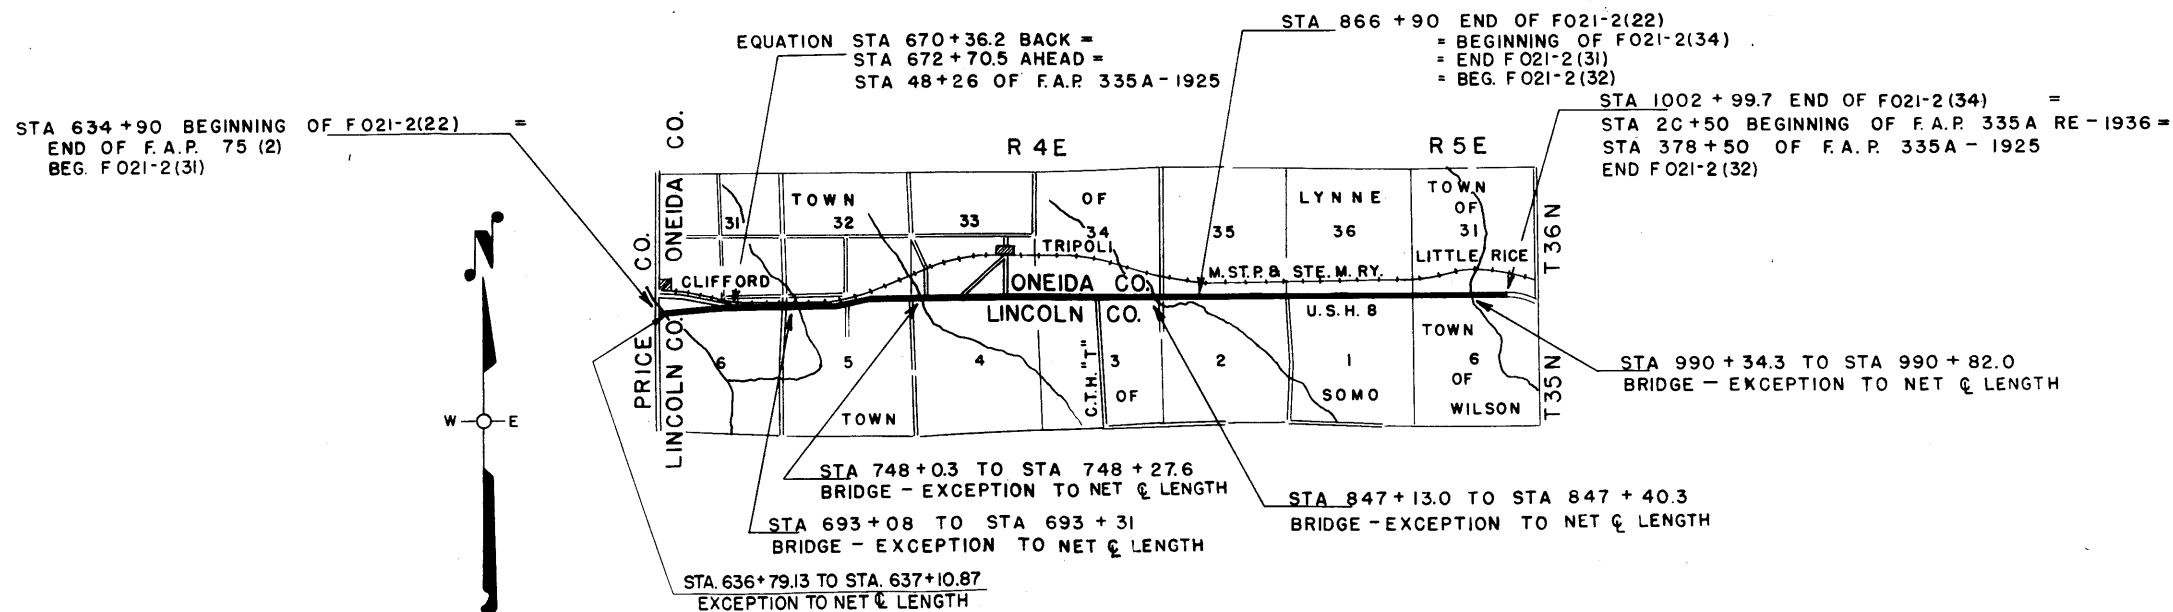 EQUATION STA 670+36.2 BACK =
STA 672+70.5 AHEAD =
STA 48+26 OF F.A.P. 335A-1925
STA 866+90 END OF F021-2(22)
= BEGINNING OF F021-2(34)
= END F021-2(31)
= BEG. F021-2(32)
STA 1002+99.7 END OF F021-2(34) =
STA 2C+50 BEGINNING OF F.A.P. 335A RE-1936 =
STA 378+50 OF F.A.P. 335A-1925
END F021-2(32)
STA 634+90 BEGINNING OF F021-2(22) =
END OF F.A.P. 75(2)
BEG. F021-2(31)
R 4 E
R 5 E
PRICE CO.
ONEIDA CO.
LINCOLN CO.
T 36 N
T 35 N
TOWN
OF
LYNNE
TOWN
OF
31
32
33
34
35
36
31
LITTLE RICE
TRIPOLI
CLIFFORD
M. ST. P. & STE. M. RY.
ONEIDA CO.
LINCOLN CO.
U.S.H. 8
C.T.H. "T"
6
5
4
3
2
1
TOWN
6
OF
WILSON
TOWN
OF
SOMO
N
W
E
STA 990+34.3 TO STA 990+82.0
BRIDGE - EXCEPTION TO NET ℄ LENGTH
STA 748+0.3 TO STA 748+27.6
BRIDGE - EXCEPTION TO NET ℄ LENGTH
STA 847+13.0 TO STA 847+40.3
BRIDGE - EXCEPTION TO NET ℄ LENGTH
STA 693+08 TO STA 693+31
BRIDGE - EXCEPTION TO NET ℄ LENGTH
STA. 636+79.13 TO STA. 637+10.87
EXCEPTION TO NET ℄ LENGTH